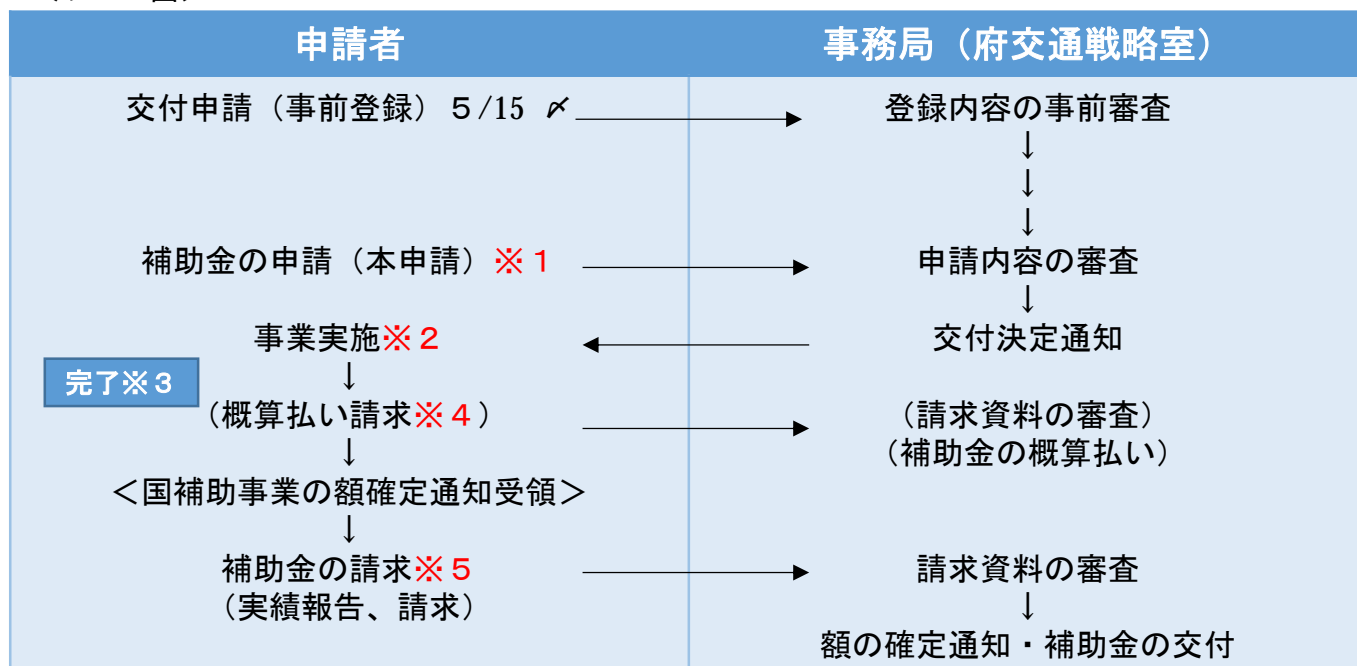 申請者
事務局（府交通戦略室）
交付申請（事前登録）５/15 〆
登録内容の事前審査
↓
↓
↓
補助金の申請（本申請）※１
申請内容の審査
↓
事業実施※２
交付決定通知
完了※３
↓
（概算払い請求※４）
（請求資料の審査）
（補助金の概算払い）
↓
＜国補助事業の額確定通知受領＞
↓
補助金の請求※５
請求資料の審査
（実績報告、請求）
↓
額の確定通知・補助金の交付